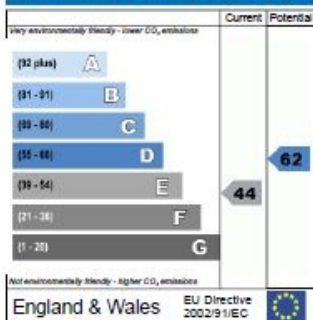 Current Potential
Very environmentally friendly - lower CO₂ emissions
(92 plus) A
(81 - 91) B
(69 - 80) C
(55 - 68) D
62
(39 - 54) E
44
(21 - 38) F
(1 - 20) G
Not environmentally friendly - higher CO₂ emissions
England & Wales
EU Directive
2002/91/EC